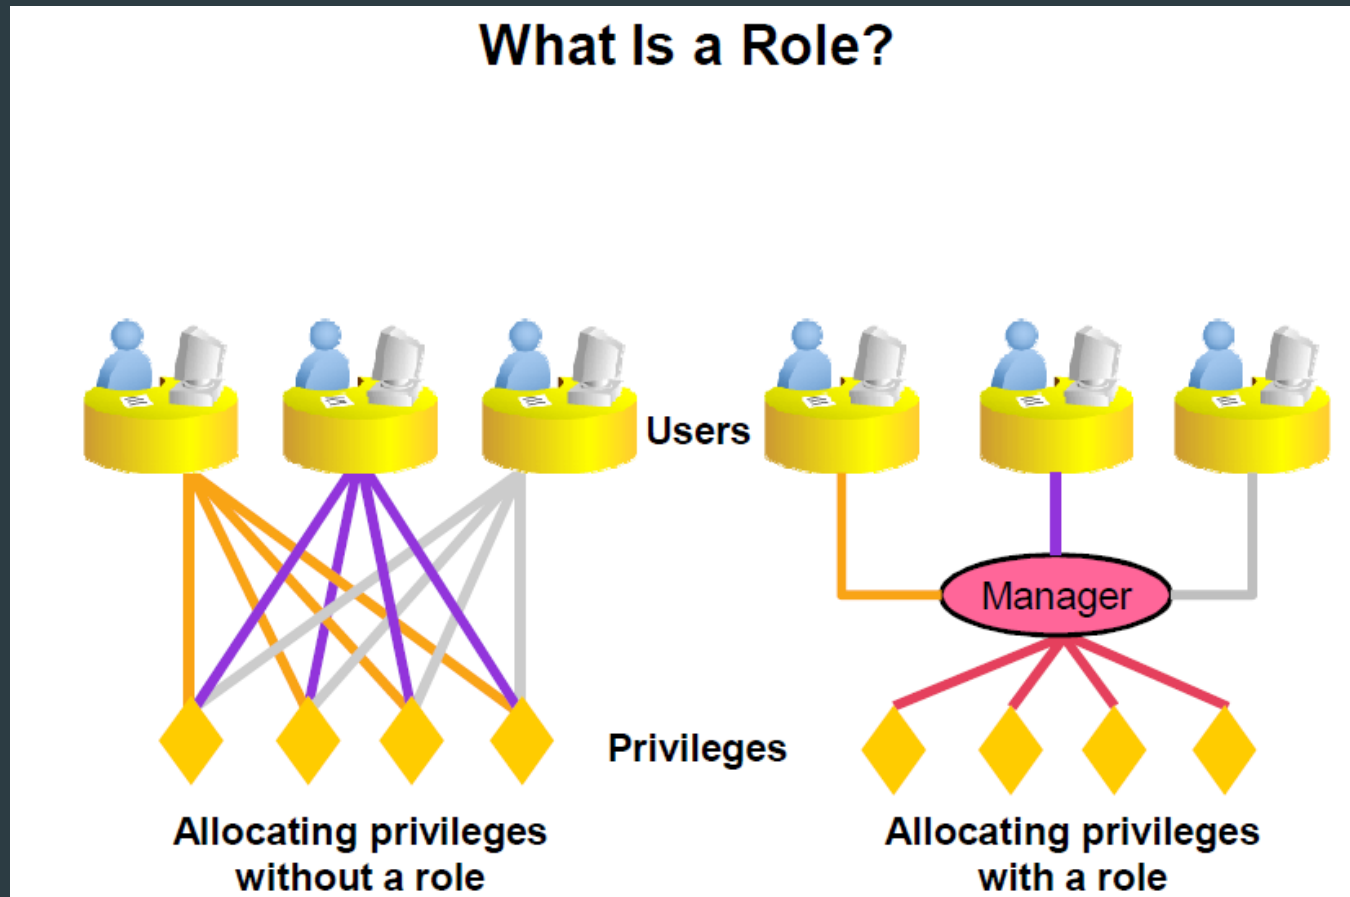 What Is a Role?
Users
Manager
Privileges
Allocating privileges
without a role
Allocating privileges
with a role